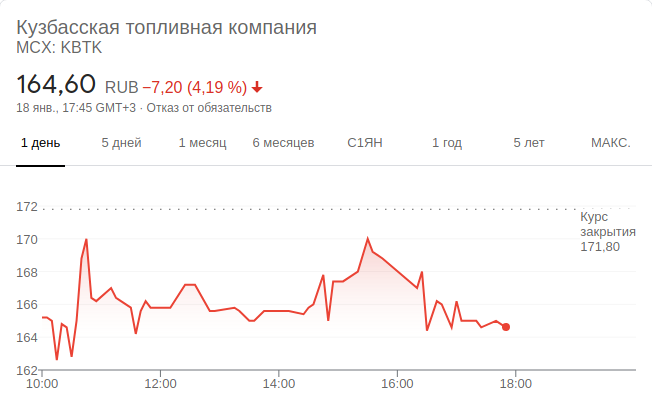 Кузбасская топливная компания
MCX: KBTK
164,60 RUB −7,20 (4,19 %)
18 янв., 17:45 GMT+3 · Отказ от обязательств
1 день 5 дней 1 месяц 6 месяцев С1ЯН 1 год 5 лет МАКС.
172
Курс
закрытия
171,80
170
168
166
164
162
10:00 12:00 14:00 16:00 18:00